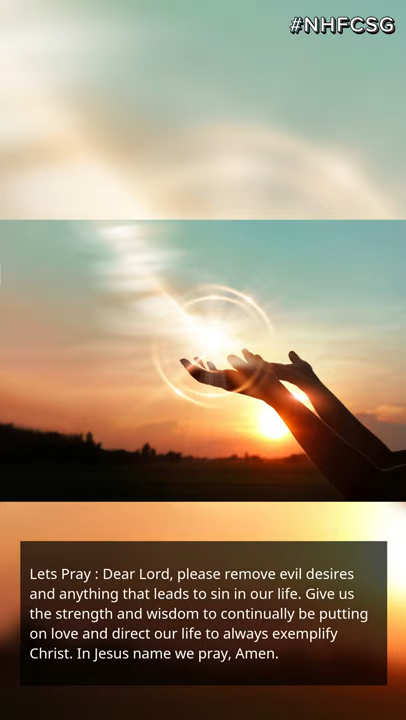 #NHFCSG
Lets Pray : Dear Lord, please remove evil desires
and anything that leads to sin in our life. Give us
the strength and wisdom to continually be putting
on love and direct our life to always exemplify
Christ. In Jesus name we pray, Amen.